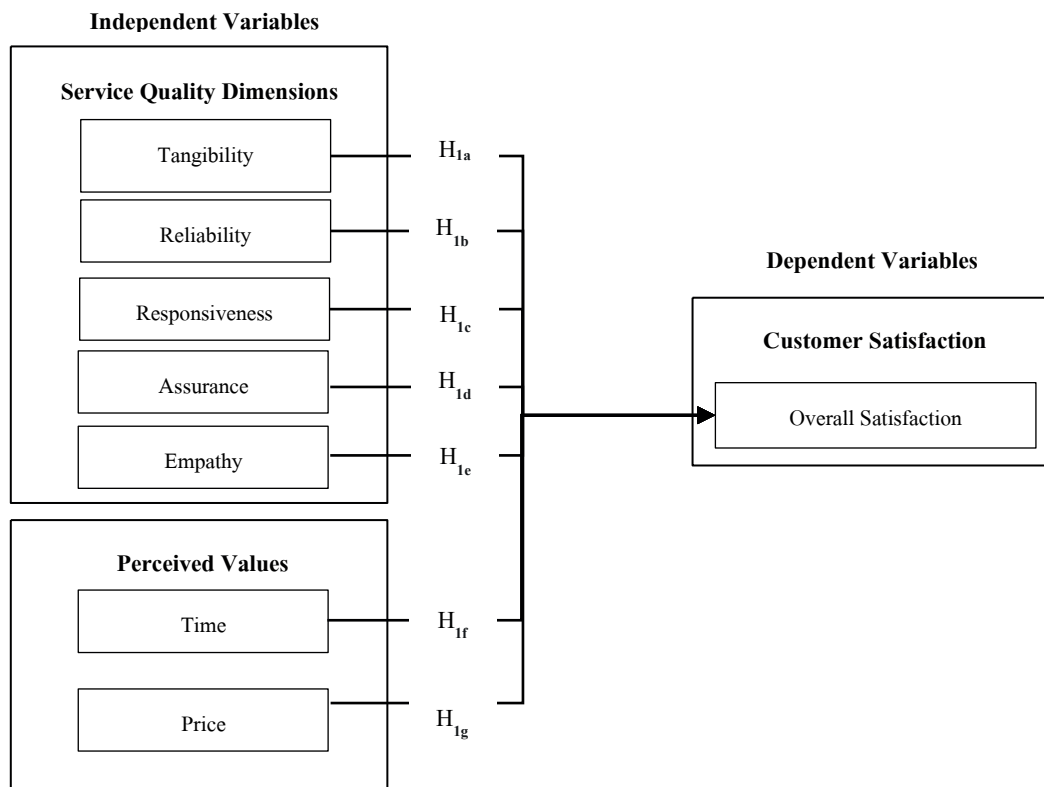 Independent Variables
Service Quality Dimensions
Tangibility
H1a
Reliability
H1b
Responsiveness
H1c
Assurance
H1d
Empathy
H1e
Perceived Values
Time
H1f
Price
H1g
Dependent Variables
Customer Satisfaction
Overall Satisfaction